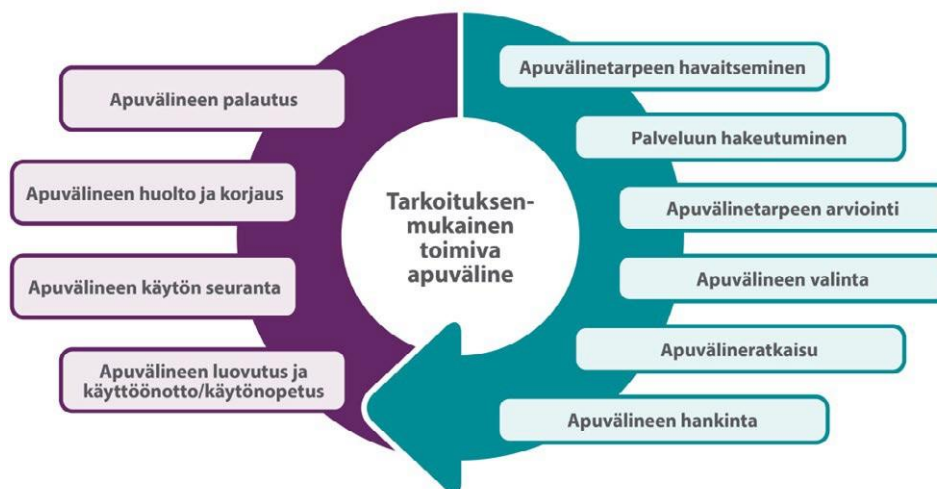 Apuvälinetarpeen havaitseminen
Palveluun hakeutuminen
Apuvälinetarpeen arviointi
Apuvälineen valinta
Apuvälineratkaisu
Apuvälineen hankinta
Apuvälineen luovutus ja
käyttöönotto/käytönopetus
Apuvälineen käytön seuranta
Apuvälineen huolto ja korjaus
Apuvälineen palautus
Tarkoituksen-
mukainen
toimiva
apuväline